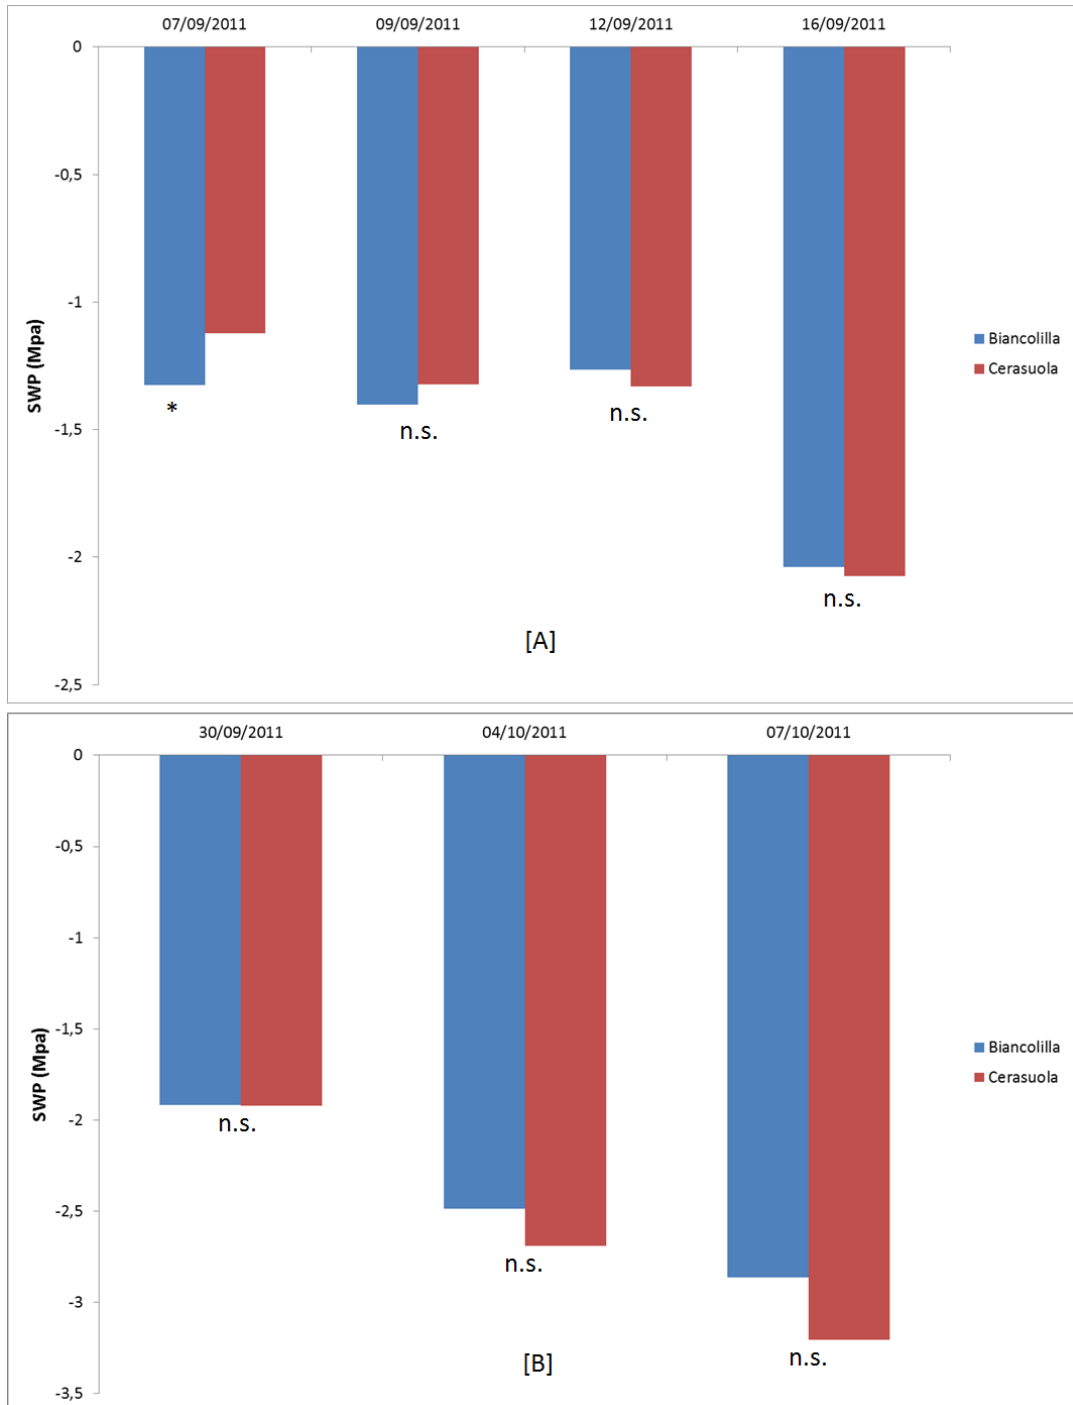 07/09/2011 09/09/2011 12/09/2011 16/09/2011
0
-0,5
-1
-1,5
-2
-2,5
SWP (Mpa)
* n.s. n.s. n.s.
Biancolilla
Cerasuola
[A]
30/09/2011 04/10/2011 07/10/2011
0
-0,5
-1
-1,5
-2
-2,5
-3
-3,5
SWP (Mpa)
n.s. n.s. n.s.
Biancolilla
Cerasuola
[B]